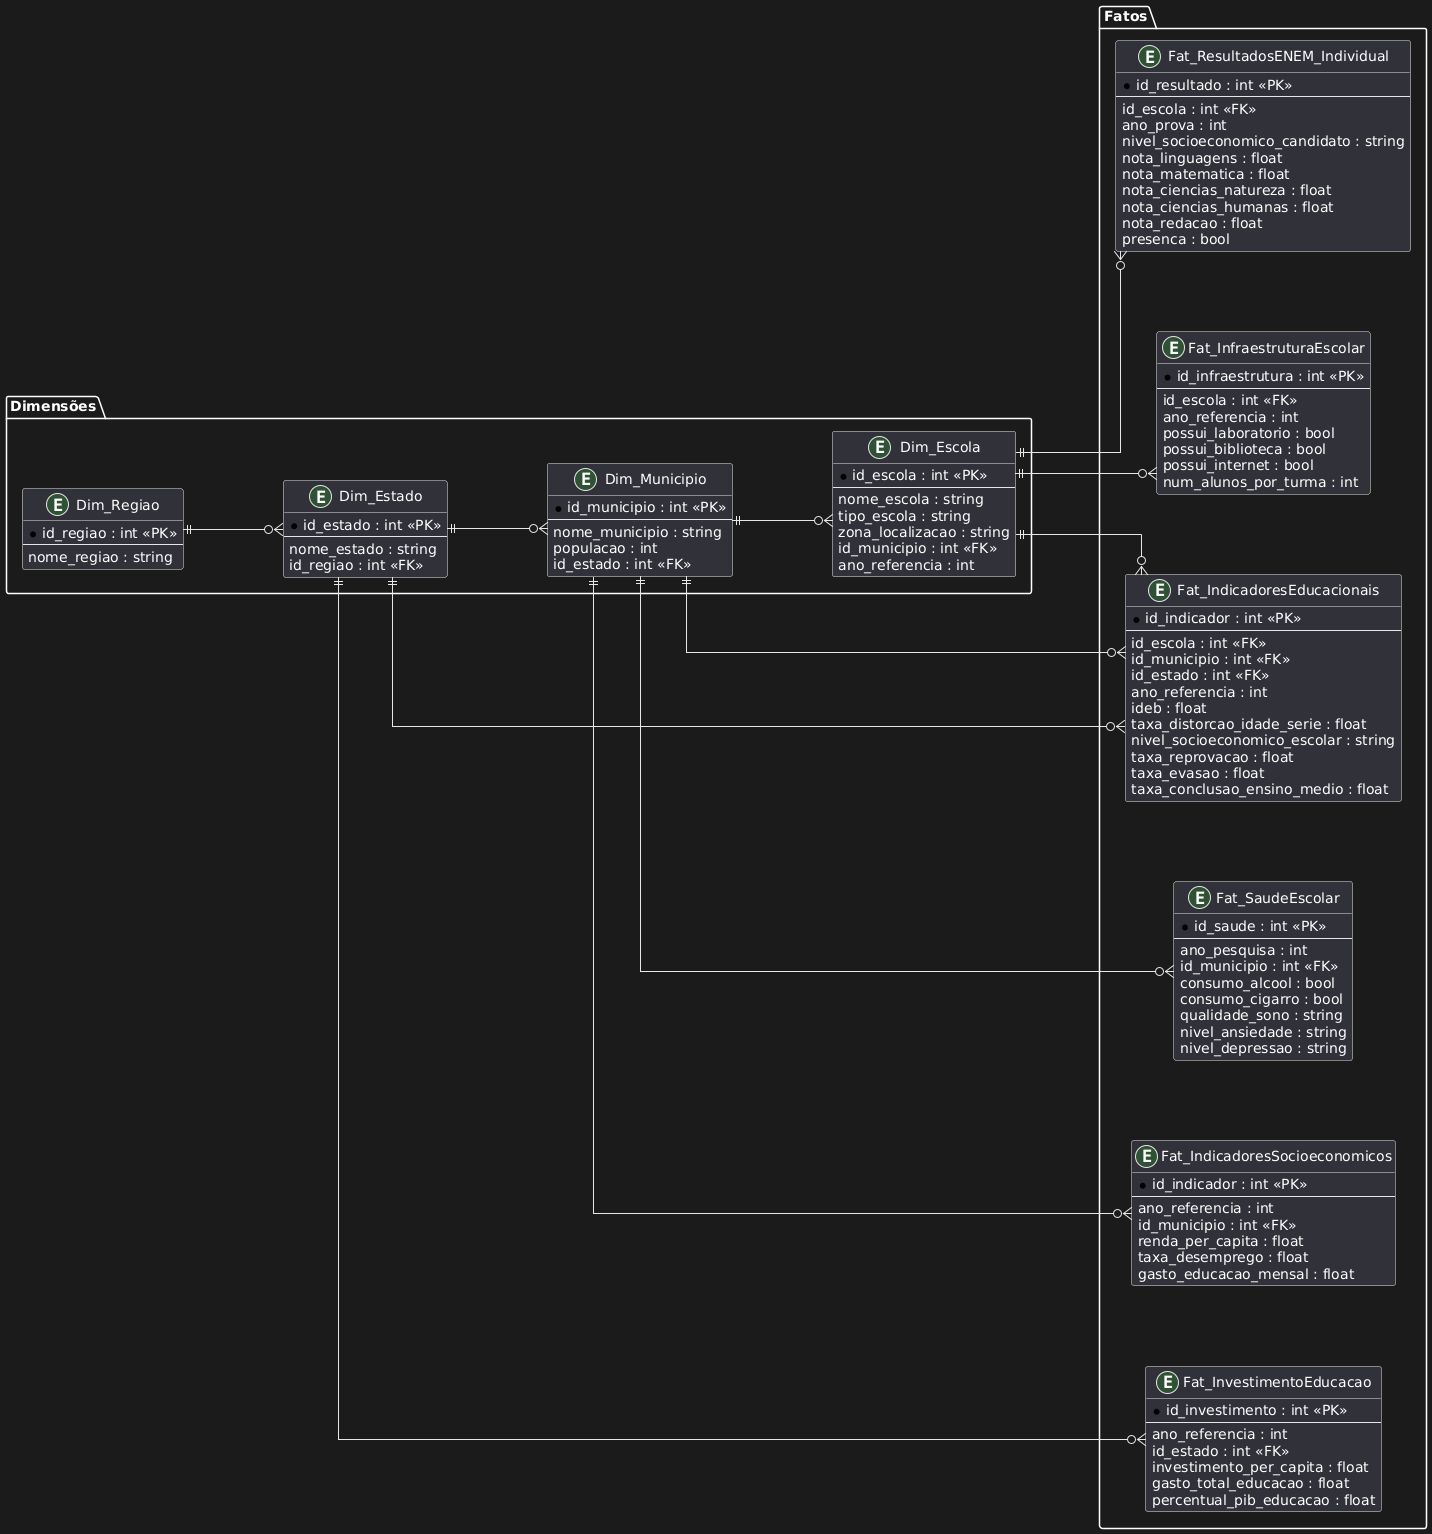 Fatos
E Fat_ResultadosENEM_Individual
id_resultado : int «PK»
id_escola : int «FK»
ano_prova : int
nivel_socioeconomico_candidato : string
nota_linguagens : float
nota_matematica : float
nota_ciencias_natureza : float
nota_ciencias_humanas : float
nota_redacao : float
presenca : bool
E Fat_InfraestruturaEscolar
id_infraestrutura : int «PK»
id_escola : int «FK»
ano_referencia : int
possui_laboratorio : bool
possui_biblioteca : bool
possui_internet : bool
num_alunos_por_turma : int
Dimensões
E Dim_Regiao
id_regiao : int «PK»
nome_regiao : string
E Dim_Estado
id_estado : int «PK»
nome_estado : string
id_regiao : int «FK»
E Dim_Municipio
id_municipio : int «PK»
nome_municipio : string
populacao : int
id_estado : int «FK»
E Dim_Escola
id_escola : int «PK»
nome_escola : string
tipo_escola : string
zona_localizacao : string
id_municipio : int «FK»
ano_referencia : int
E Fat_IndicadoresEducacionais
id_indicador : int «PK»
id_escola : int «FK»
id_municipio : int «FK»
id_estado : int «FK»
ano_referencia : int
ideb : float
taxa_distorcao_idade_serie : float
nivel_socioeconomico_escolar : string
taxa_reprovacao : float
taxa_evasao : float
taxa_conclusao_ensino_medio : float
E Fat_SaudeEscolar
id_saude : int «PK»
ano_pesquisa : int
id_municipio : int «FK»
consumo_alcool : bool
consumo_cigarro : bool
qualidade_sono : string
nivel_ansiedade : string
nivel_depressao : string
E Fat_IndicadoresSocioeconomicos
id_indicador : int «PK»
ano_referencia : int
id_municipio : int «FK»
renda_per_capita : float
taxa_desemprego : float
gasto_educacao_mensal : float
E Fat_InvestimentoEducacao
id_investimento : int «PK»
ano_referencia : int
id_estado : int «FK»
investimento_per_capita : float
gasto_total_educacao : float
percentual_pib_educacao : float